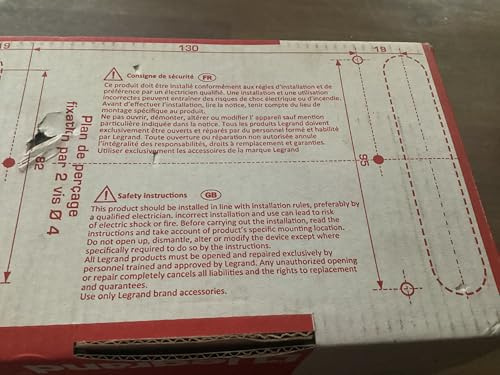 19
130
19
Consigne de sécurité FR
Ce produit doit être installé conformément aux règles d'installation et de
préférence par un électricien qualifié. Une installation et une utilisation
incorrectes peuvent entraîner des risques de choc électrique ou d'incendie.
Avant d'effectuer l'installation, lire la notice, tenir compte du lieu de
montage spécifique au produit.
Ne pas ouvrir, démonter, altérer ou modifier l' appareil sauf mention
particulière indiquée dans la notice. Tous les produits Legrand doivent
exclusivement être ouverts et réparés par du personnel formé et habilité
par Legrand. Toute ouverture ou réparation non autorisée annule
l'intégralité des responsabilités, droits à remplacement et garanties.
Utiliser exclusivement les accessoires de la marque Legrand
Plan de perçage
fixation par 2 vis Ø 4
82
95
Safety instructions GB
This product should be installed in line with installation rules, preferably by
a qualified electrician, incorrect installation and use can lead to risk
of electric shock or fire. Before carrying out the installation, read the
instructions and take account of product's specific mounting location.
Do not open up, dismantle, alter or modify the device except where
specifically required to do so by the instructions.
All Legrand products must be opened and repaired exclusively by
personnel trained and approved by Legrand. Any unauthorized opening
or repair completely cancels all liabilities and the rights to replacement
and guarantees.
Use only Legrand brand accessories.